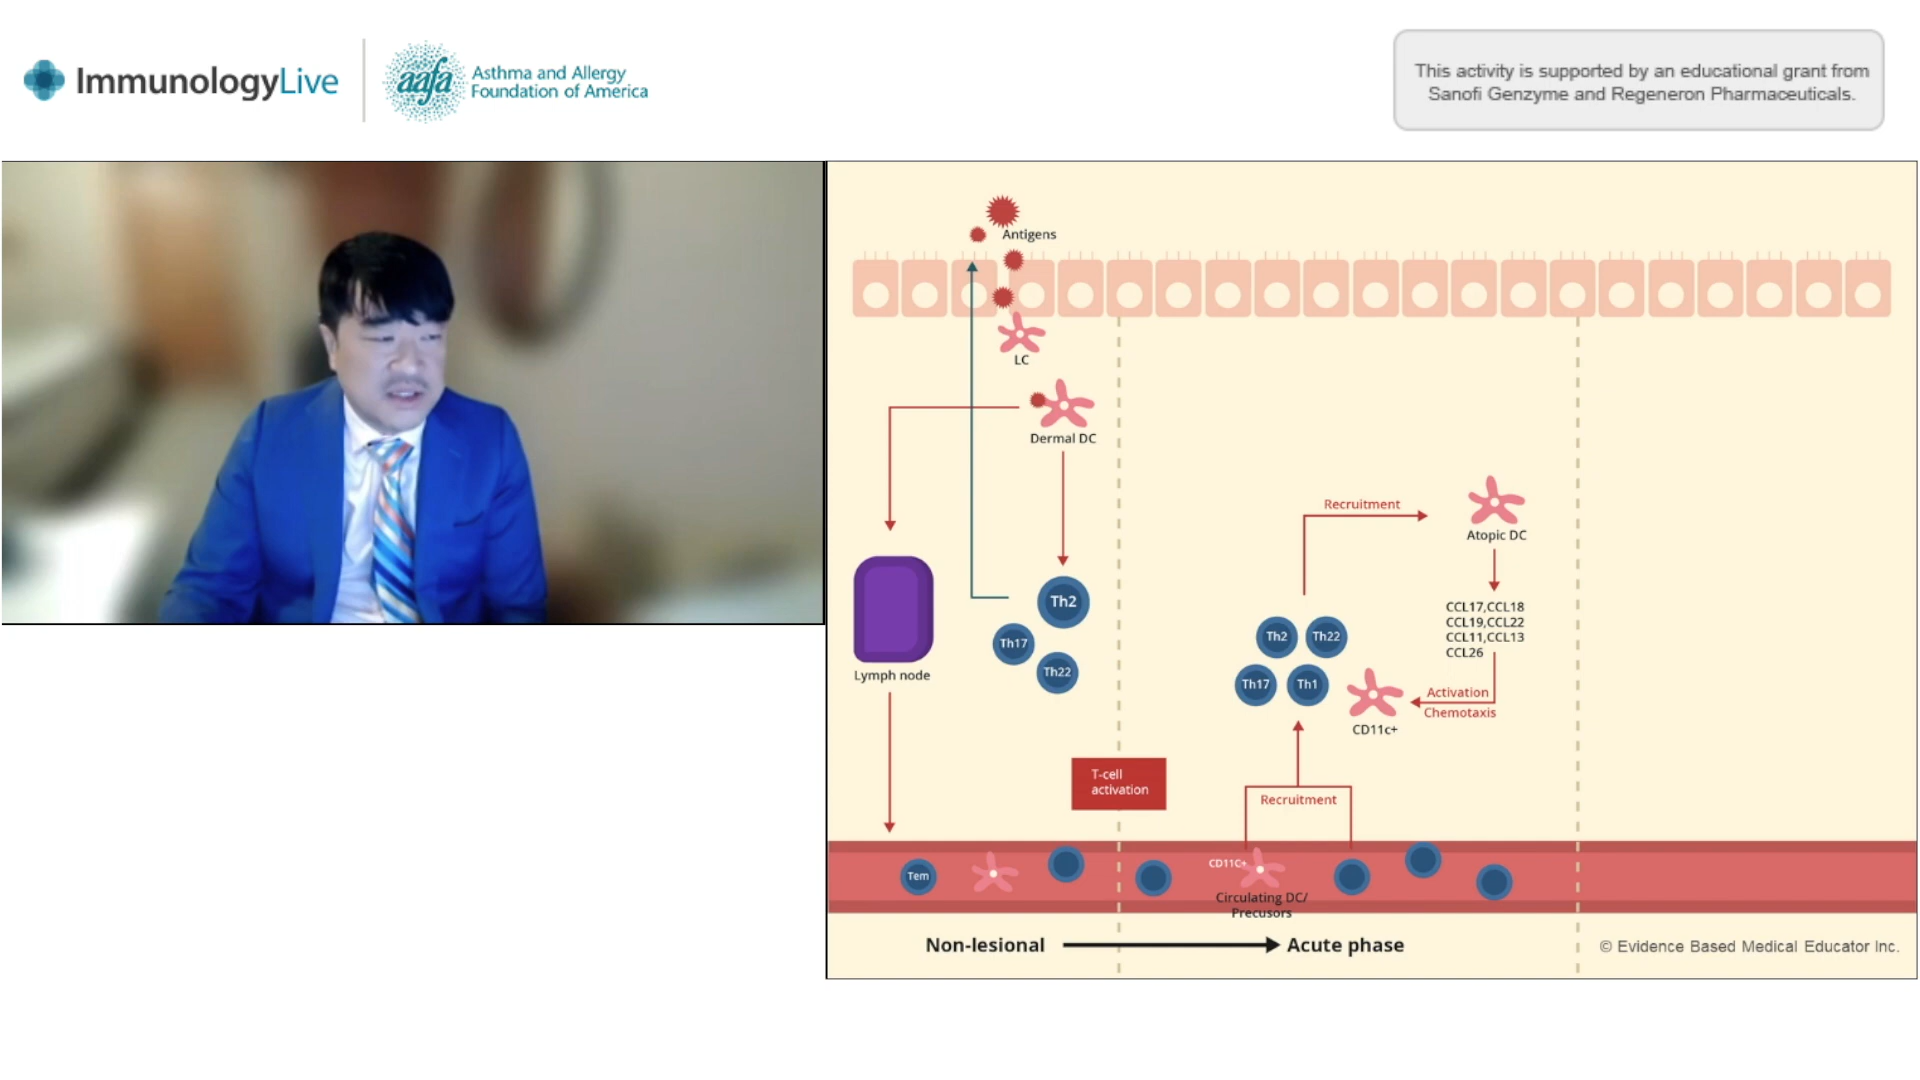 ImmunologyLive
aafa
Asthma and Allergy
Foundation of America
This activity is supported by an educational grant from
Sanofi Genzyme and Regeneron Pharmaceuticals.
Antigens
LC
Dermal DC
Lymph node
Th2
Th17
Th22
T-cell
activation
Recruitment
Atopic DC
CCL17,CCL18
CCL19,CCL22
CCL11,CCL13
CCL26
Activation
Chemotaxis
Th2
Th22
Th17
Th1
CD11c+
Recruitment
Tem
CD11C+
Circulating DC/
Precusors
Non-lesional
Acute phase
© Evidence Based Medical Educator Inc.